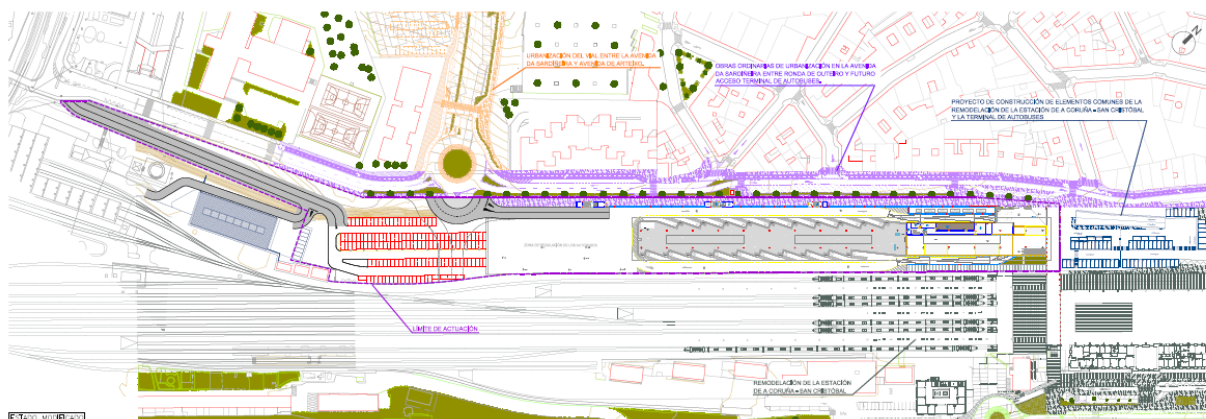 URBANIZACIÓN DEL VIAL ENTRE LA AVENIDA
DA SARDIÑEIRA Y AVENIDA DE ARTEIXO.
OBRAS ORDINARIAS DE URBANIZACIÓN EN LA AVENIDA
DA SARDIÑEIRA ENTRE RONDA DE OUTEIRO Y FUTURO
ACCESO TERMINAL DE AUTOBUSES.
PROYECTO DE CONSTRUCCIÓN DE ELEMENTOS COMUNES DE LA
REMODELACIÓN DE LA ESTACIÓN DE A CORUÑA-SAN CRISTÓBAL
Y LA TERMINAL DE AUTOBUSES
N
LÍMITE DE ACTUACIÓN
REMODELACIÓN DE LA ESTACIÓN
DE A CORUÑA-SAN CRISTÓBAL
ESTADO MODIFICADO